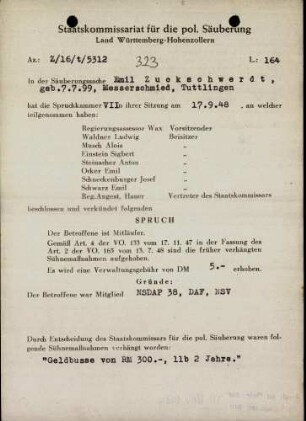 Staatskommissariat für die pol. Säuberung
Land Württemberg-Hohenzollern
Az.: Z/16/t/5312 323 L.: 164
In der Säuberungssache Emil Zuckschwerdt,
geb.7.7.99, Messerschmied, Tuttlingen
hat die Spruchkammer VII in ihrer Sitzung am 17.9.48 , an welcher
teilgenommen haben:
Regierungsassessor Wax Vorsitzender
Waldner Ludwig Beisitzer
Musch Alois "
Einstein Sigbert "
Steinacher Anton "
Orker Emil "
Schneckenburger Josef "
Schwarz Emil "
Reg.Angest. Hauer Vertreter des Staatskommissars
beschlossen und verkündet folgenden
SPRUCH
Der Betroffene ist Mitläufer.
Gemäß Art. 4 der VO. 133 vom 17. 11. 47 in der Fassung des
Art. 2 der VO. 165 vom 13. 7. 48 sind die früher verhängten
Sühnemaßnahmen aufgehoben.
Es wird eine Verwaltungsgebühr von DM 5.- erhoben.
Gründe:
Der Betroffene war Mitglied NSDAP 38, DAF, NSV
Durch Entscheidung des Staatskommissars für die pol. Säuberung waren fol-
gende Sühnemaßnahmen verhängt worden:
"Geldbusse von RM 300.-, 11b 2 Jahre."